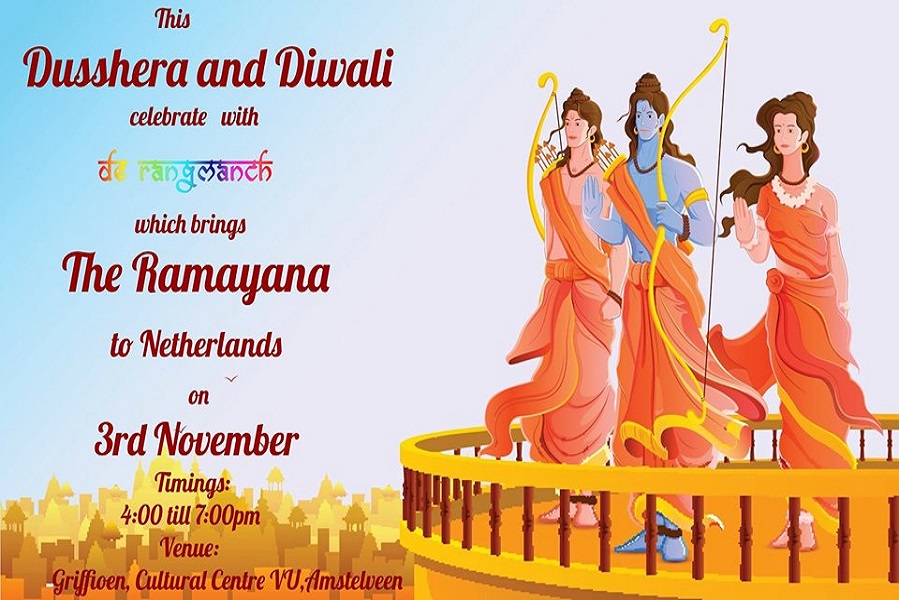 This
Dusshera and Diwali
celebrate with
de rangmanch
which brings
The Ramayana
to Netherlands
on
3rd November
Timings:
4:00 till 7:00pm
Venue:
Griffioen, Cultural Centre VU,Amstelveen